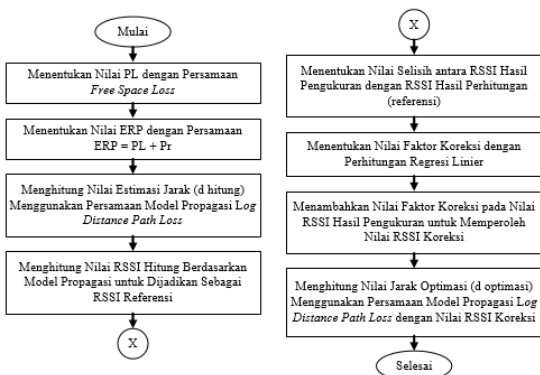 Mulai
Menentukan Nilai PL dengan Persamaan
Free Space Loss
Menentukan Nilai ERP dengan Persamaan
ERP = PL + Pr
Menghitung Nilai Estimasi Jarak (d hitung)
Menggunakan Persamaan Model Propagasi Log
Distance Path Loss
Menghitung Nilai RSSI Hitung Berdasarkan
Model Propagasi untuk Dijadikan Sebagai
RSSI Referensi
X
X
Menentukan Nilai Selisih antara RSSI Hasil
Pengukuran dengan RSSI Hasil Perhitungan
(referensi)
Menentukan Nilai Faktor Koreksi dengan
Perhitungan Regresi Linier
Menambahkan Nilai Faktor Koreksi pada Nilai
RSSI Hasil Pengukuran untuk Memperoleh
Nilai RSSI Koreksi
Menghitung Nilai Jarak Optimasi (d optimasi)
Menggunakan Persamaan Model Propagasi Log
Distance Path Loss dengan Nilai RSSI Koreksi
Selesai